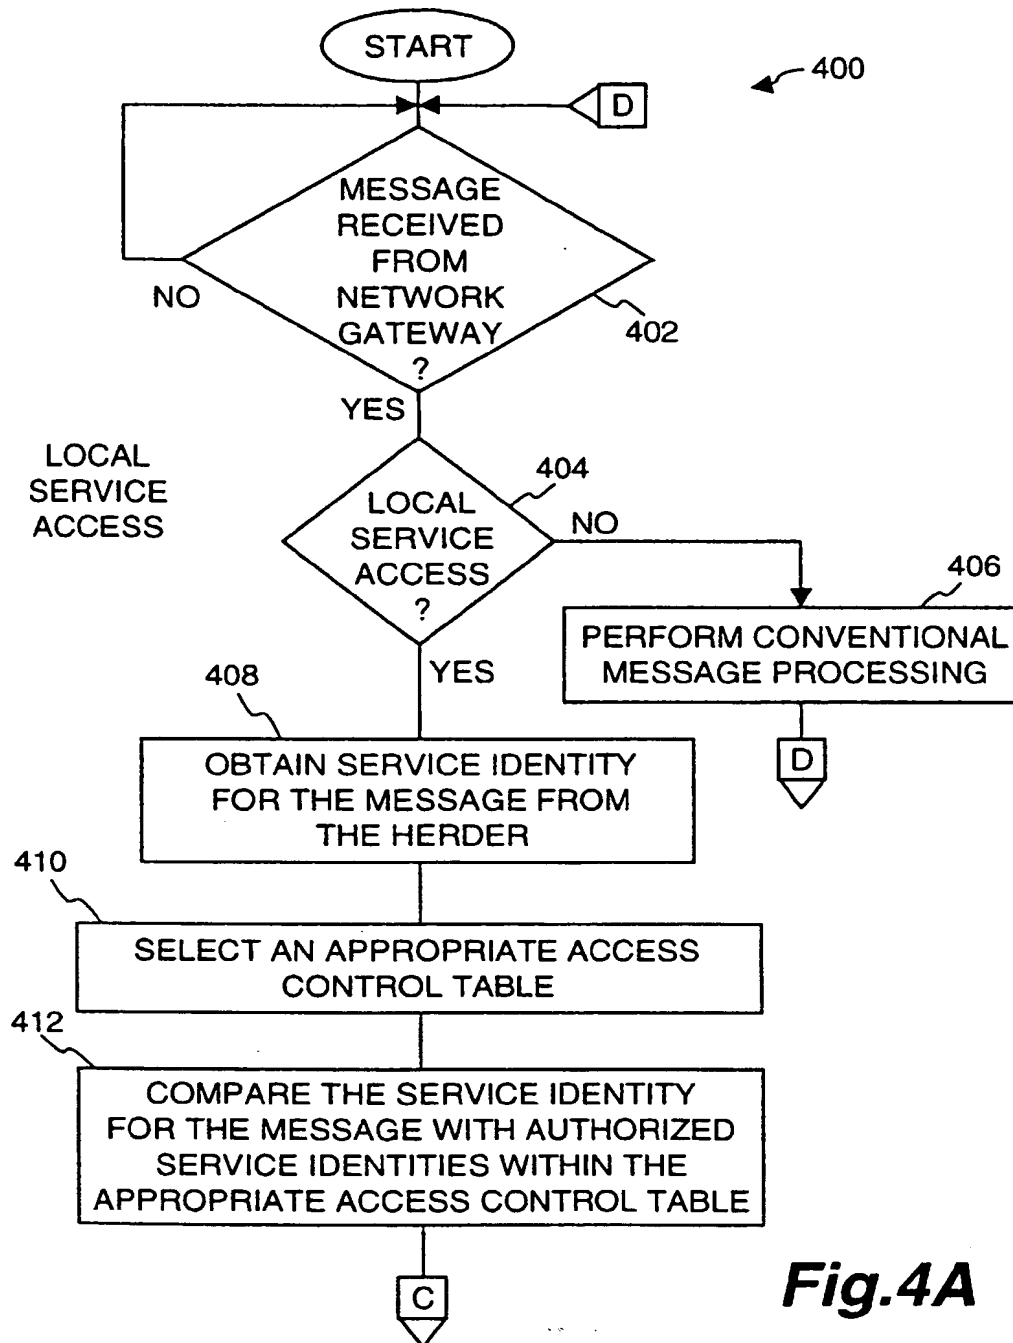 START
400
D
MESSAGE
RECEIVED
FROM
NETWORK
GATEWAY
?
NO
402
YES
LOCAL
SERVICE
ACCESS
404
LOCAL
SERVICE
ACCESS
?
NO
406
PERFORM CONVENTIONAL
MESSAGE PROCESSING
YES
D
408
OBTAIN SERVICE IDENTITY
FOR THE MESSAGE FROM
THE HERDER
410
SELECT AN APPROPRIATE ACCESS
CONTROL TABLE
412
COMPARE THE SERVICE IDENTITY
FOR THE MESSAGE WITH AUTHORIZED
SERVICE IDENTITIES WITHIN THE
APPROPRIATE ACCESS CONTROL TABLE
C
Fig.4A